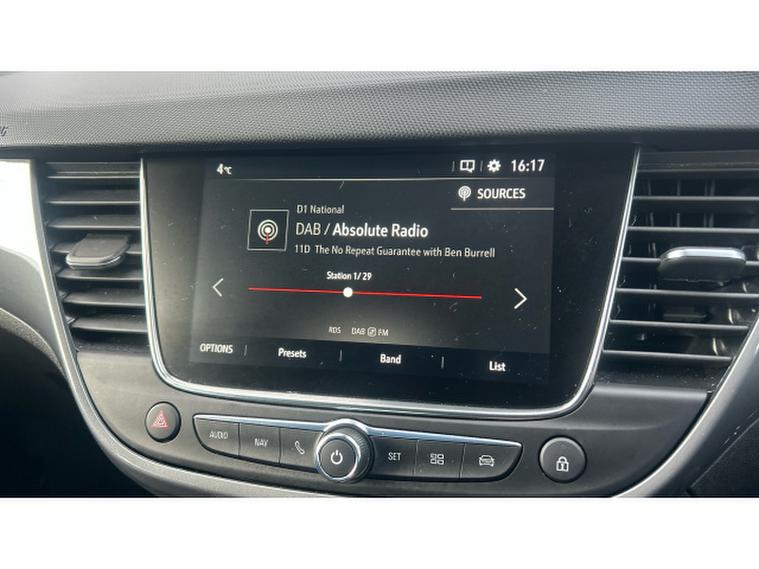 4°C 16:17
SOURCES
D1 National
DAB / Absolute Radio
11D The No Repeat Guarantee with Ben Burrell
Station 1/29
RDS DAB FM
OPTIONS Presets Band List
AUDIO NAV SET